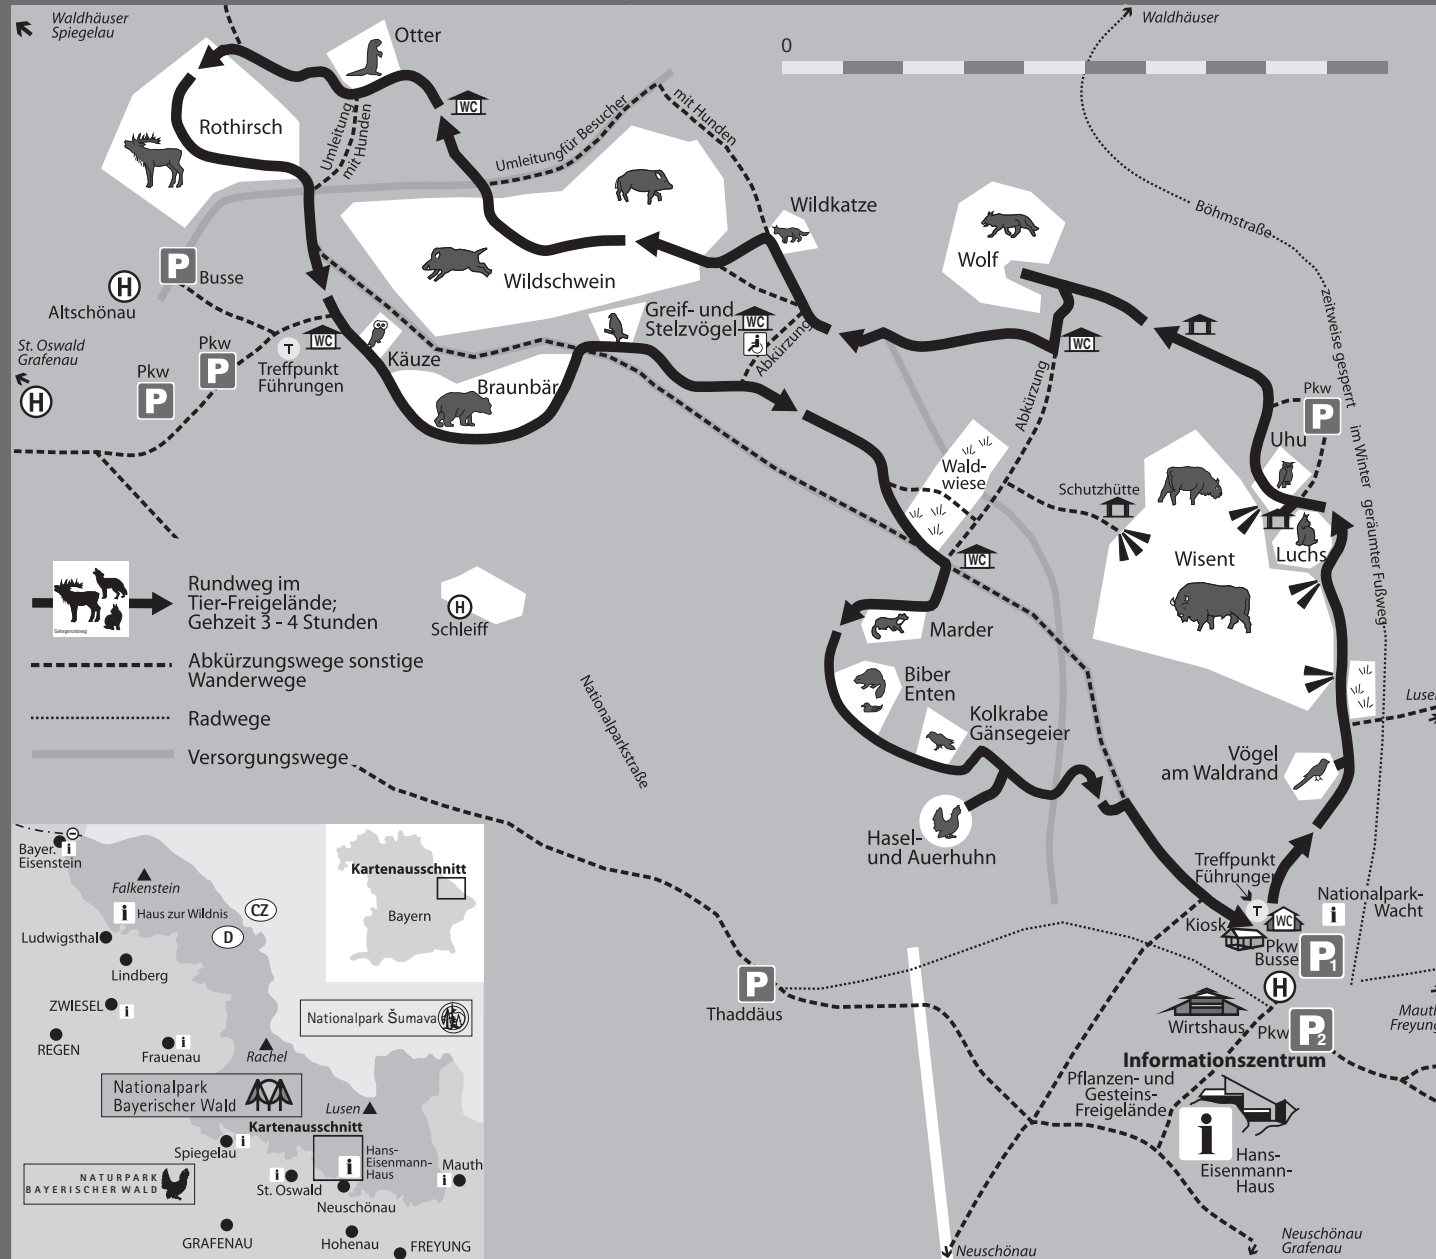 Waldhäuser
Spiegelau
Otter
Waldhäuser
0
WC
Rothirsch
Umleitung
mit Hunden
Umleitung für Besucher
mit Hunden
Wildkatze
Böhmstraße
Wolf
Wildschwein
P
Busse
H
Altschönau
zeitweise gesperrt im Winter geräumter Fußweg
Greif- und
Stelzvögel
WC
Abkürzung
WC
St. Oswald
Grafenau
H
Pkw
P
Pkw
P
T
Treffpunkt
Führungen
WC
Käuze
Braunbär
Abkürzung
Pkw
P
Uhu
Wald-
wiese
Schutzhütte
Wisent
Luchs
WC
Gehegerundweg
Rundweg im
Tier-Freigelände;
Gehzeit 3 - 4 Stunden
H
Schleiff
Marder
Abkürzungswege sonstige
Wanderwege
Biber
Enten
Nationalparkstraße
Radwege
Kolkrabe
Gänsegeier
Versorgungswege
Vögel
am Waldrand
Hasel-
und Auerhuhn
Treffpunkt
Führungen
T
WC
Kiosk
Nationalpark-
Wacht
i
Pkw
Busse
P1
H
P
Thaddäus
Wirtshaus
Pkw
P2
Informationszentrum
Pflanzen- und
Gesteins-
Freigelände
i
Hans-
Eisenmann-
Haus
Neuschönau
Neuschönau
Grafenau
Bayer.
Eisenstein
i
Falkenstein
i
Haus zur Wildnis
CZ
D
Ludwigsthal
Lindberg
ZWIESEL
i
REGEN
Frauenau
i
Rachel
Kartenausschnitt
Bayern
Nationalpark Šumava
Nationalpark
Bayerischer Wald
Lusen
Kartenausschnitt
Spiegelau
i
i
Hans-
Eisenmann-
Haus
Mauth
i
NATURPARK
BAYERISCHER WALD
i
St. Oswald
Neuschönau
GRAFENAU
Hohenau
FREYUNG